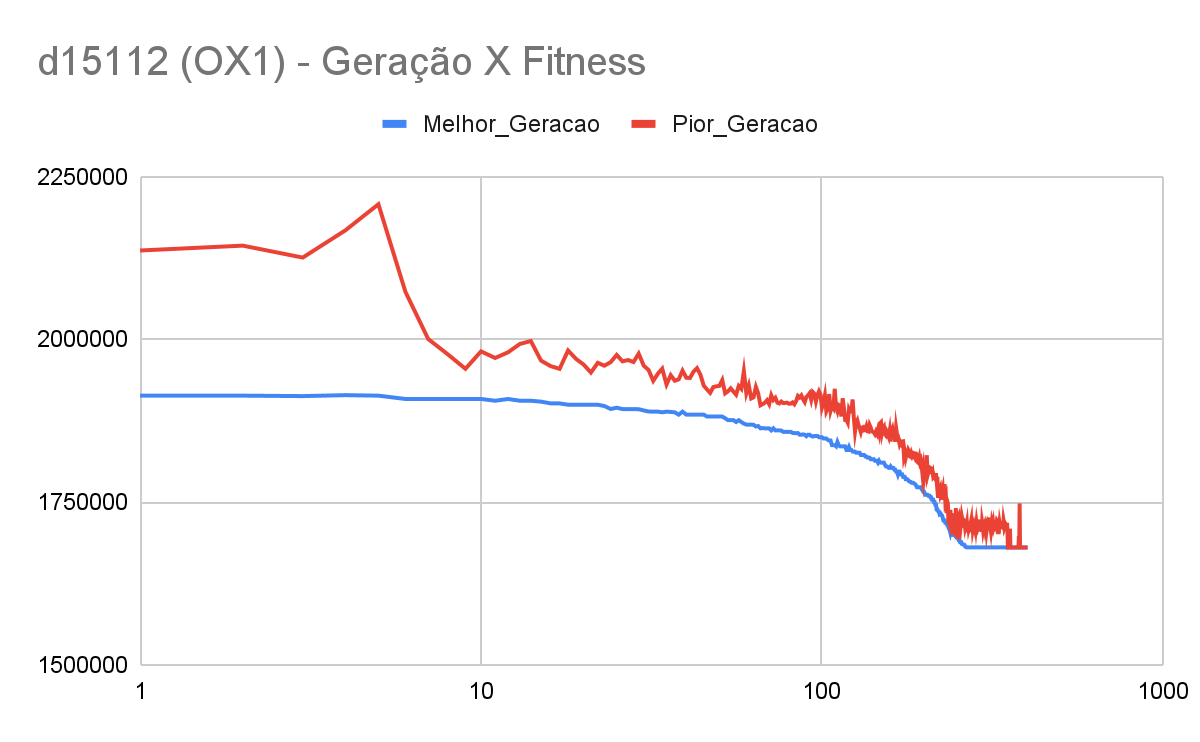 d15112 (OX1) - Geração X Fitness
Melhor_Geracao Pior_Geracao
2250000
2000000
1750000
1500000
1 10 100 1000